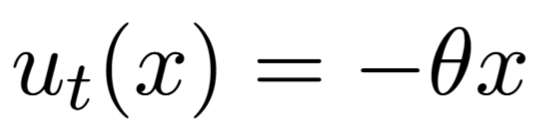 u_t(x) = −θx